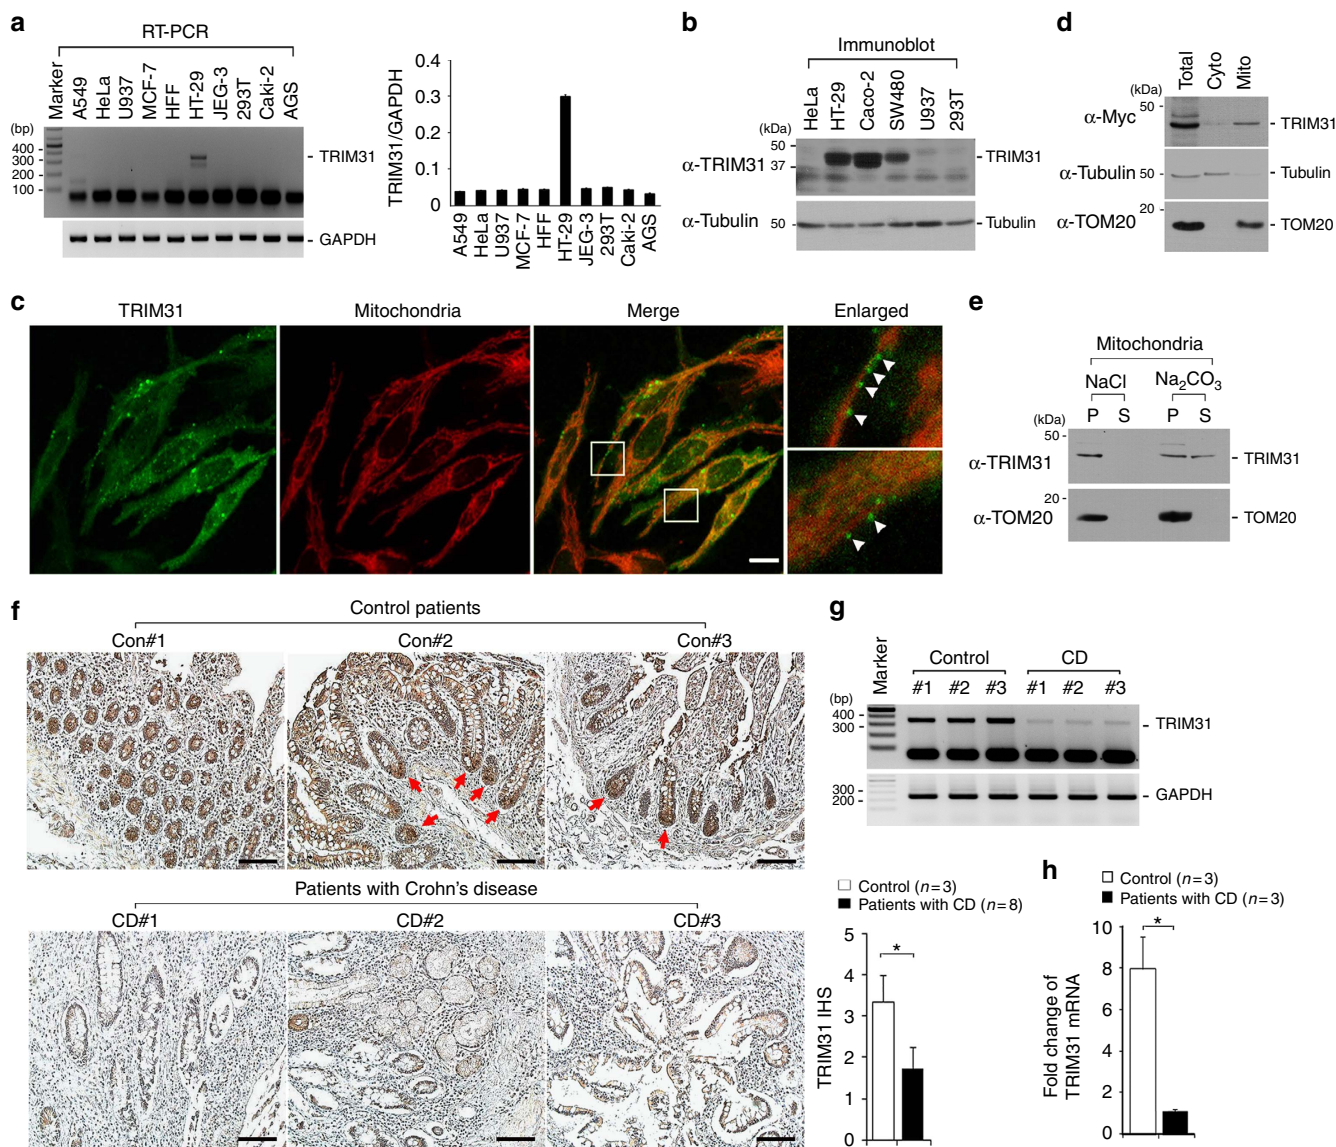 a
RT-PCR
Marker
A549
HeLa
U937
MCF-7
HFF
HT-29
JEG-3
293T
Caki-2
AGS
(bp)
400
300
200
100
TRIM31
GAPDH
TRIM31/GAPDH
0.4
0.3
0.2
0.1
0
A549
HeLa
U937
MCF-7
HFF
HT-29
JEG-3
293T
Caki-2
AGS
b
Immunoblot
HeLa
HT-29
Caco-2
SW480
U937
293T
(kDa)
50
37
α-TRIM31
TRIM31
α-Tubulin
50
Tubulin
d
Total
Cyto
Mito
(kDa)
50
α-Myc
TRIM31
α-Tubulin
50
Tubulin
20
α-TOM20
TOM20
c
TRIM31
Mitochondria
Merge
Enlarged
e
Mitochondria
NaCl
Na₂CO₃
P
S
P
S
(kDa)
50
α-TRIM31
TRIM31
20
α-TOM20
TOM20
f
Control patients
Con#1
Con#2
Con#3
Patients with Crohn's disease
CD#1
CD#2
CD#3
Control (n=3)
Patients with CD (n=8)
TRIM31 IHS
5
4
3
2
1
0
*
g
Marker
Control
CD
#1
#2
#3
#1
#2
#3
(bp)
400
300
TRIM31
300
200
GAPDH
h
Control (n=3)
Patients with CD (n=3)
Fold change of
TRIM31 mRNA
10
8
6
4
2
0
*